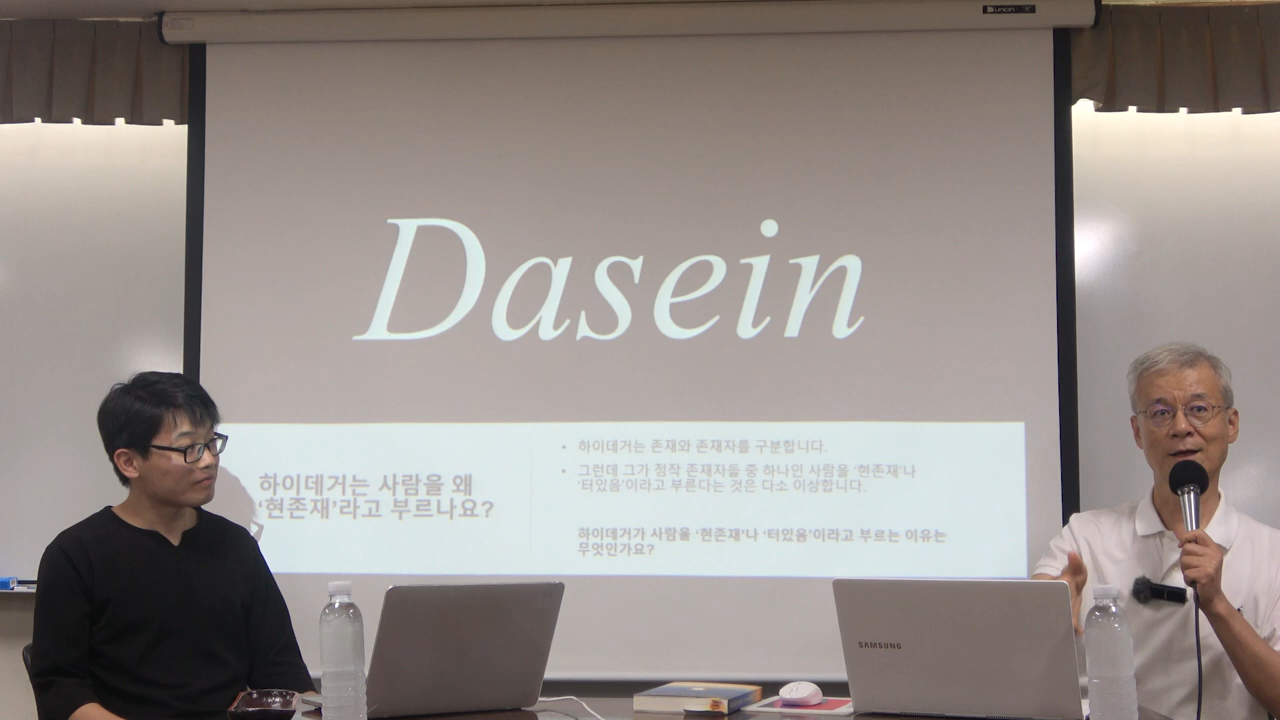 Dasein
하이데거는 사람을 왜
‘현존재’라고 부르나요?
• 하이데거는 존재와 존재자를 구분합니다.
• 그런데 그가 정작 존재자들 중 하나인 사람을 ‘현존재’나
‘터있음’이라고 부른다는 것은 다소 이상합니다.
하이데거가 사람을 ‘현존재’나 ‘터있음’이라고 부르는 이유는
무엇인가요?
SAMSUNG